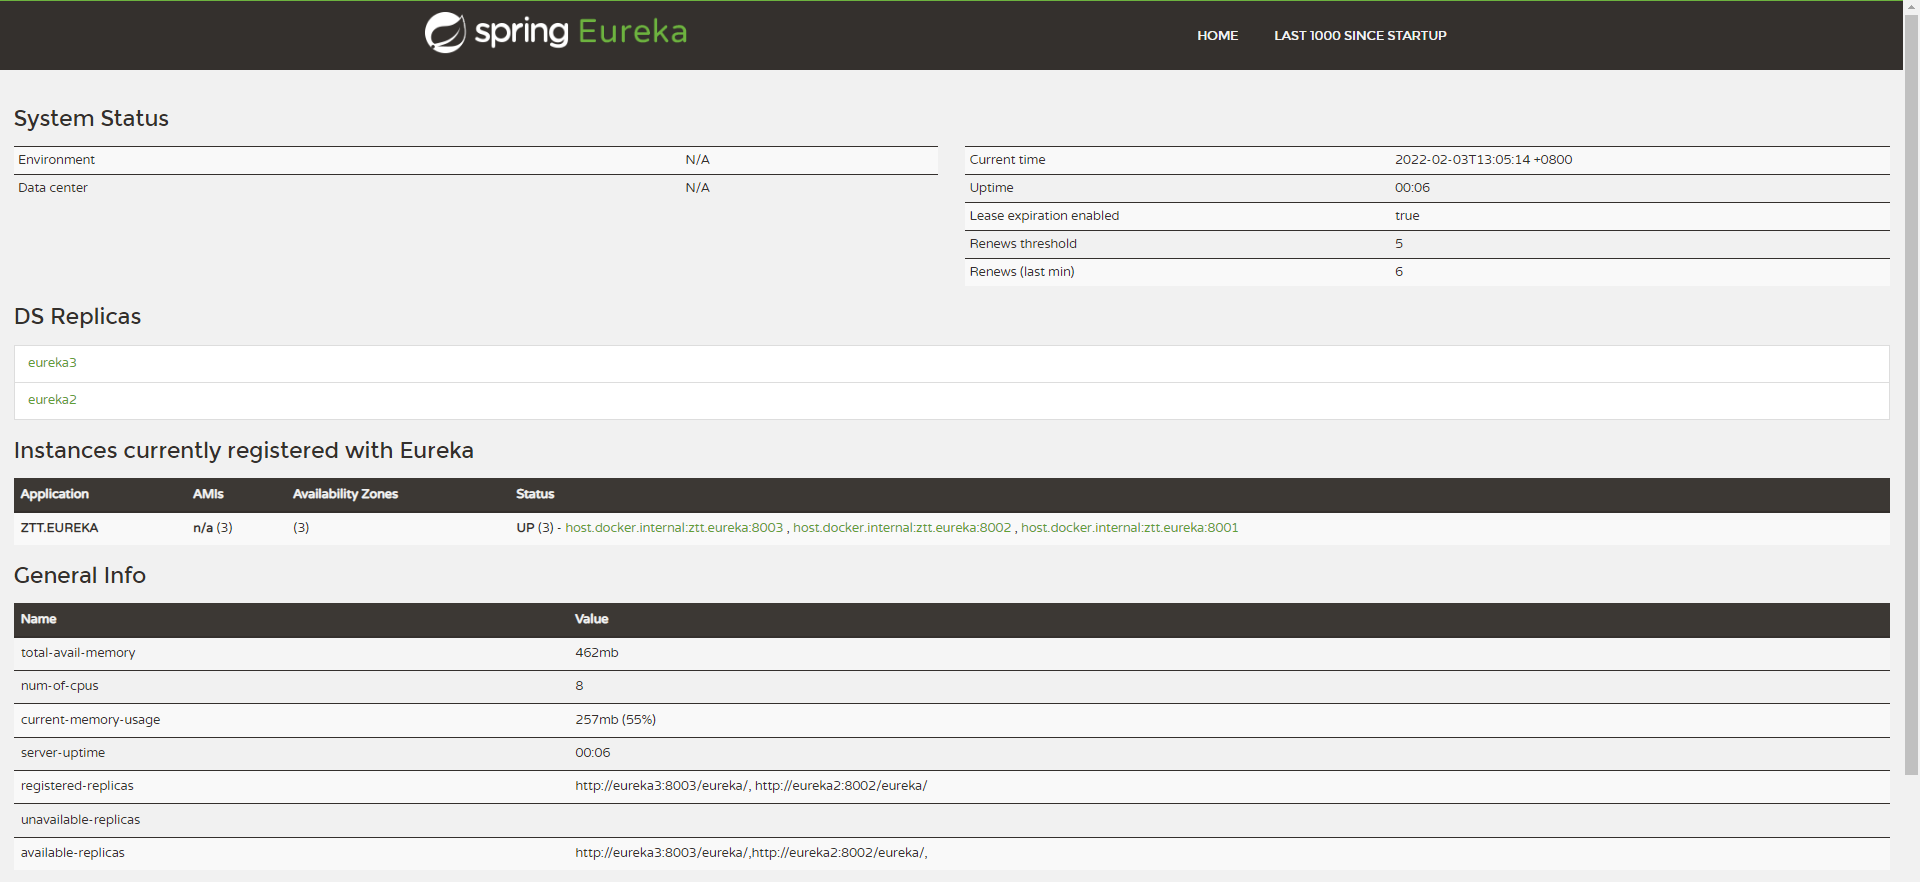 spring Eureka
HOME LAST 1000 SINCE STARTUP
System Status
Environment N/A
Data center N/A
Current time 2022-02-03T13:05:14 +0800
Uptime 00:06
Lease expiration enabled true
Renews threshold 5
Renews (last min) 6
DS Replicas
eureka3
eureka2
Instances currently registered with Eureka
Application AMIs Availability Zones Status
ZTT.EUREKA n/a (3) (3) UP (3) - host.docker.internal:ztt.eureka:8003 , host.docker.internal:ztt.eureka:8002 , host.docker.internal:ztt.eureka:8001
General Info
Name Value
total-avail-memory 462mb
num-of-cpus 8
current-memory-usage 257mb (55%)
server-uptime 00:06
registered-replicas http://eureka3:8003/eureka/, http://eureka2:8002/eureka/
unavailable-replicas
available-replicas http://eureka3:8003/eureka/,http://eureka2:8002/eureka/,